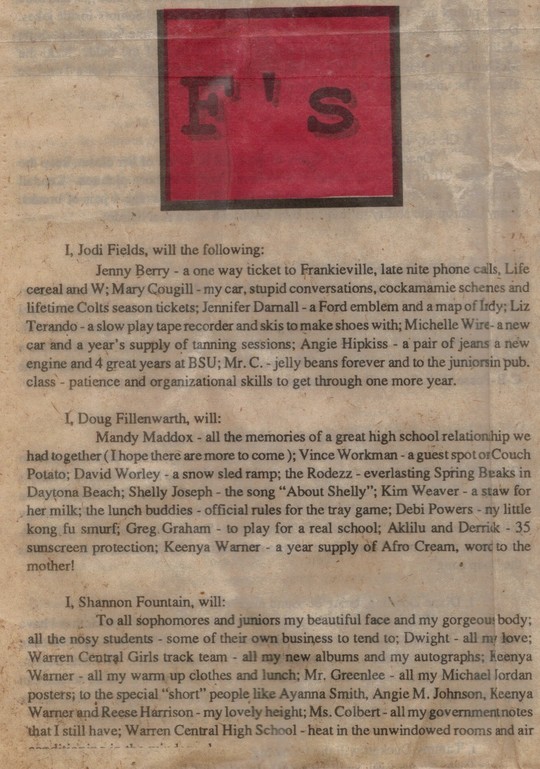 F's
I, Jodi Fields, will the following:
Jenny Berry - a one way ticket to Frankieville, late nite phone calls, Life
cereal and W; Mary Cougill - my car, stupid conversations, cockamamie schemes and
lifetime Colts season tickets; Jennifer Darnall - a Ford emblem and a map of Indy; Liz
Terando - a slow play tape recorder and skis to make shoes with; Michelle Wire - a new
car and a year's supply of tanning sessions; Angie Hipkiss - a pair of jeans a new
engine and 4 great years at BSU; Mr. C. - jelly beans forever and to the juniors in pub.
class - patience and organizational skills to get through one more year.
I, Doug Fillenwarth, will:
Mandy Maddox - all the memories of a great high school relationship we
had together (I hope there are more to come); Vince Workman - a guest spot on Couch
Potato; David Worley - a snow sled ramp; the Rodezz - everlasting Spring Breaks in
Daytona Beach; Shelly Joseph - the song "About Shelly"; Kim Weaver - a straw for
her milk; the lunch buddies - official rules for the tray game; Debi Powers - my little
kong fu smurf; Greg Graham - to play for a real school; Aklilu and Derrik - 35
sunscreen protection; Keenya Warner - a year supply of Afro Cream, word to the
mother!
I, Shannon Fountain, will:
To all sophomores and juniors my beautiful face and my gorgeous body;
all the nosy students - some of their own business to tend to; Dwight - all my love;
Warren Central Girls track team - all my new albums and my autographs; Keenya
Warner - all my warm up clothes and lunch; Mr. Greenlee - all my Michael Jordan
posters; to the special "short" people like Ayanna Smith, Angie M. Johnson, Keenya
Warner and Reese Harrison - my lovely height; Ms. Colbert - all my government notes
that I still have; Warren Central High School - heat in the unwindowed rooms and air